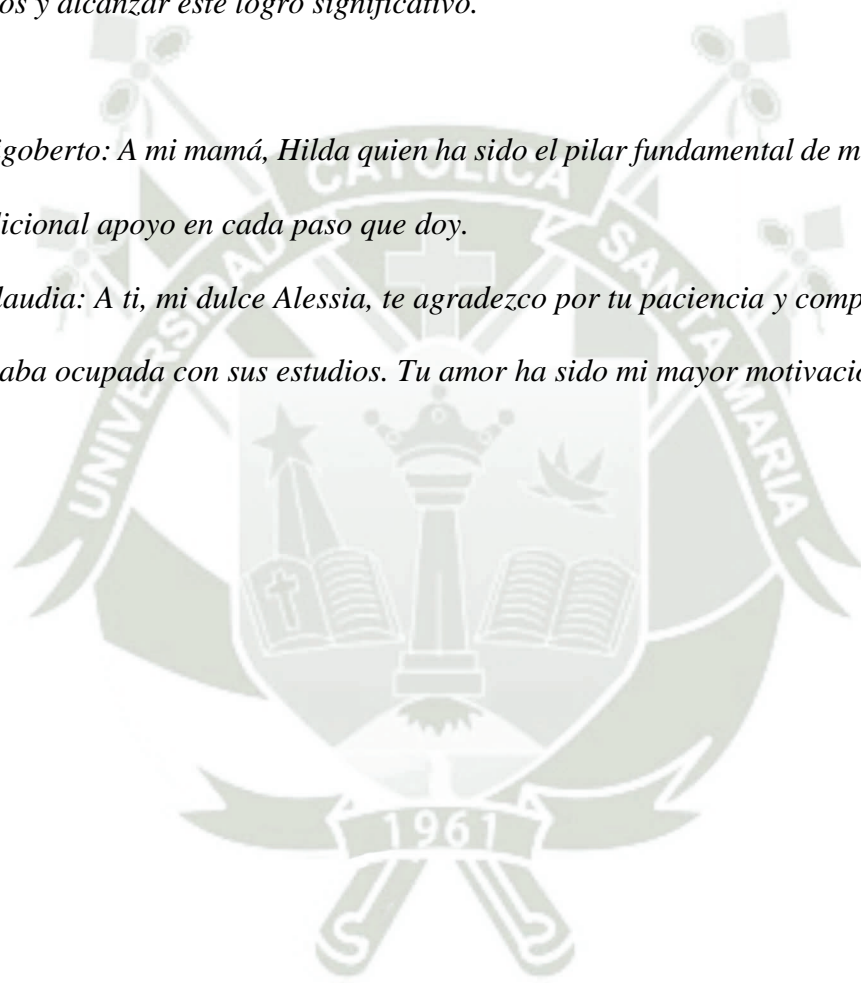 os y alcanzar este logro significativo.
igoberto: A mi mamá, Hilda quien ha sido el pilar fundamental de m
dicional apoyo en cada paso que doy.
laudia: A ti, mi dulce Alessia, te agradezco por tu paciencia y comp
aba ocupada con sus estudios. Tu amor ha sido mi mayor motivació
UNIVERSIDAD CATOLICA SANTA MARIA
1961